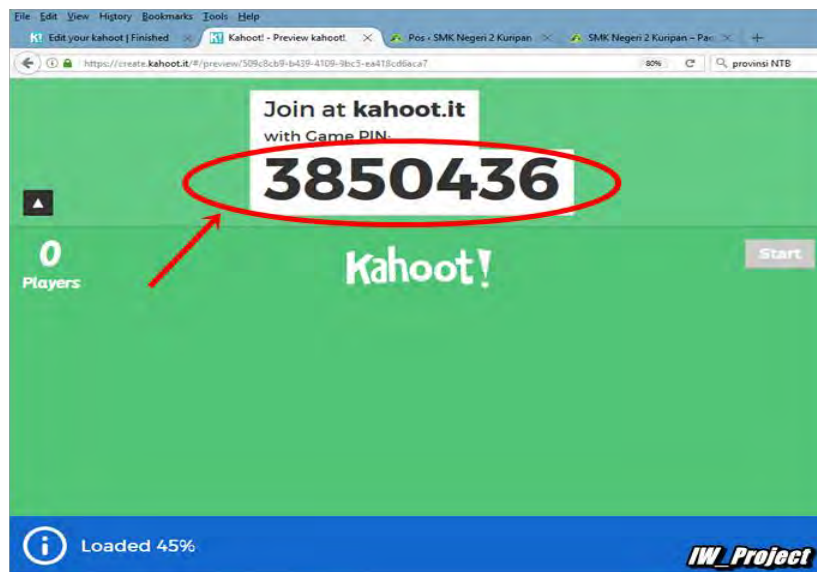 File Edit View History Bookmarks Tools Help
K! Edit your kahoot | Finished × K! Kahoot! - Preview kahoot! × Pos ‹ SMK Negeri 2 Kuripan × SMK Negeri 2 Kuripan – Pac × +
https://create.kahoot.it/#/preview/509c8cb9-b439-4109-9bc5-ea418cd6aca7 80% provinsi NTB
Join at kahoot.it
with Game PIN:
3850436
0
Players
Kahoot!
Start
Loaded 45%
IW_Project